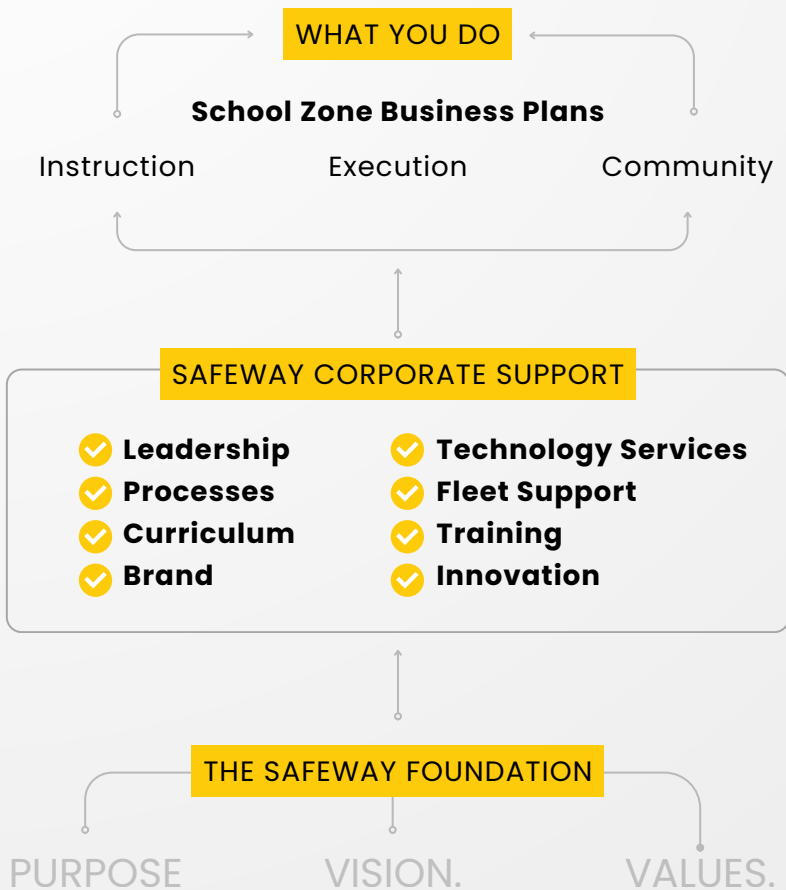 WHAT YOU DO
School Zone Business Plans
Instruction Execution Community
SAFEWAY CORPORATE SUPPORT
Leadership Technology Services
Processes Fleet Support
Curriculum Training
Brand Innovation
THE SAFEWAY FOUNDATION
PURPOSE VISION. VALUES.